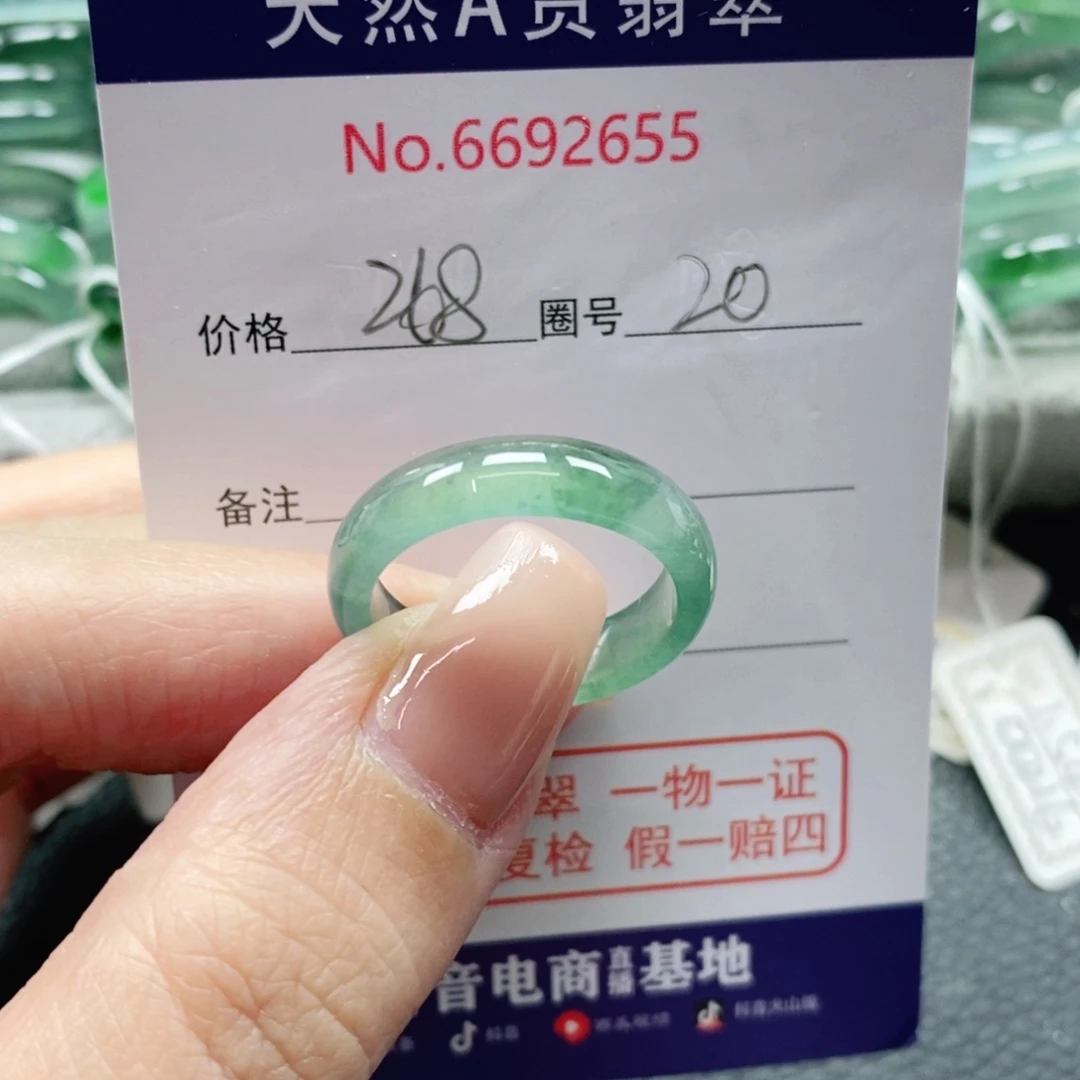 天然A货翡翠
No.6692655
价格 268 圈号 20
备注
翠 一物一证
复检 假一赔四
音电商直播基地